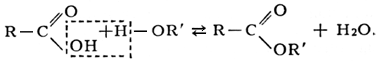 O O
R—C + H—OR′ ⇄ R—C + H₂O.
OH OR′